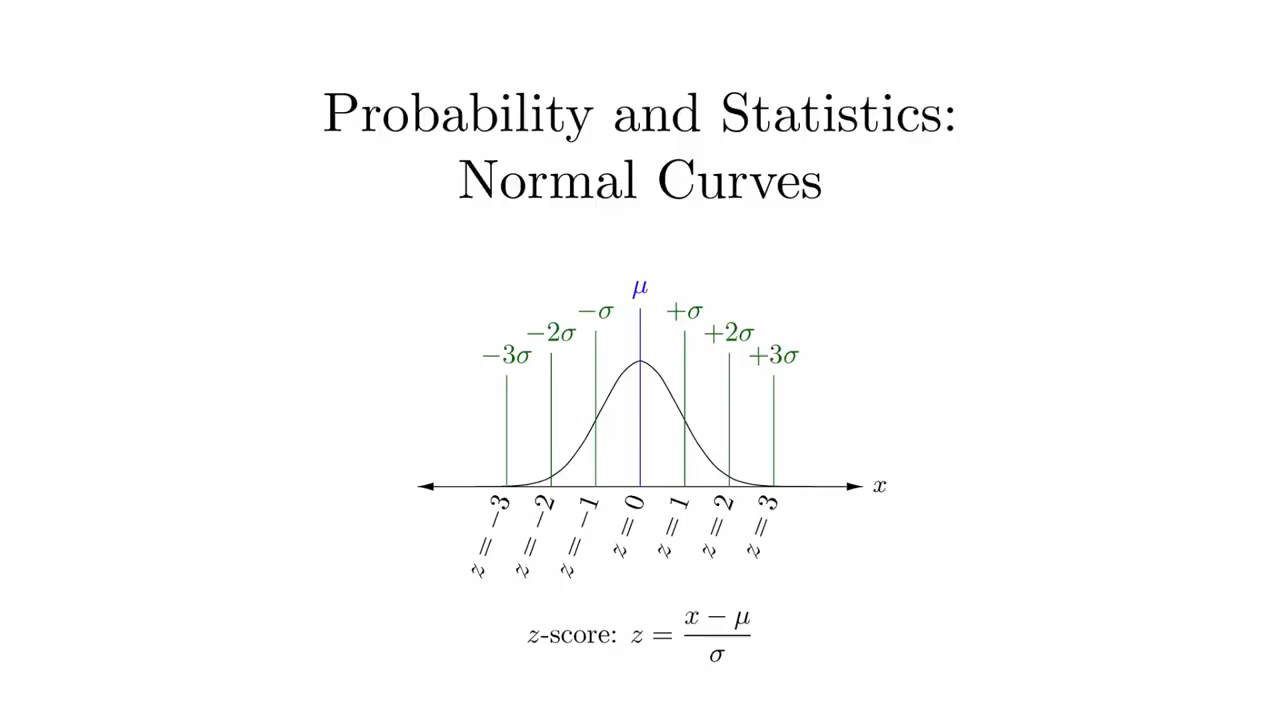 Probability and Statistics:
Normal Curves
μ
−σ
+σ
−2σ
+2σ
−3σ
+3σ
x
z = −3
z = −2
z = −1
z = 0
z = 1
z = 2
z = 3
z-score: z = (x − μ)/σ